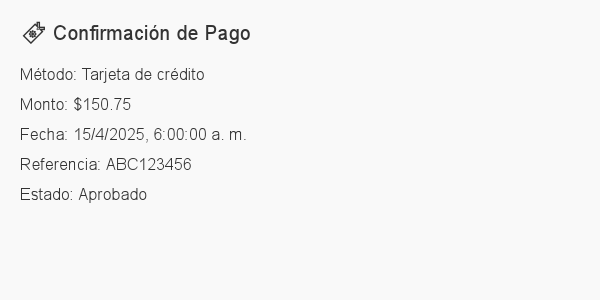 Confirmación de Pago
Método: Tarjeta de crédito
Monto: $150.75
Fecha: 15/4/2025, 6:00:00 a. m.
Referencia: ABC123456
Estado: Aprobado